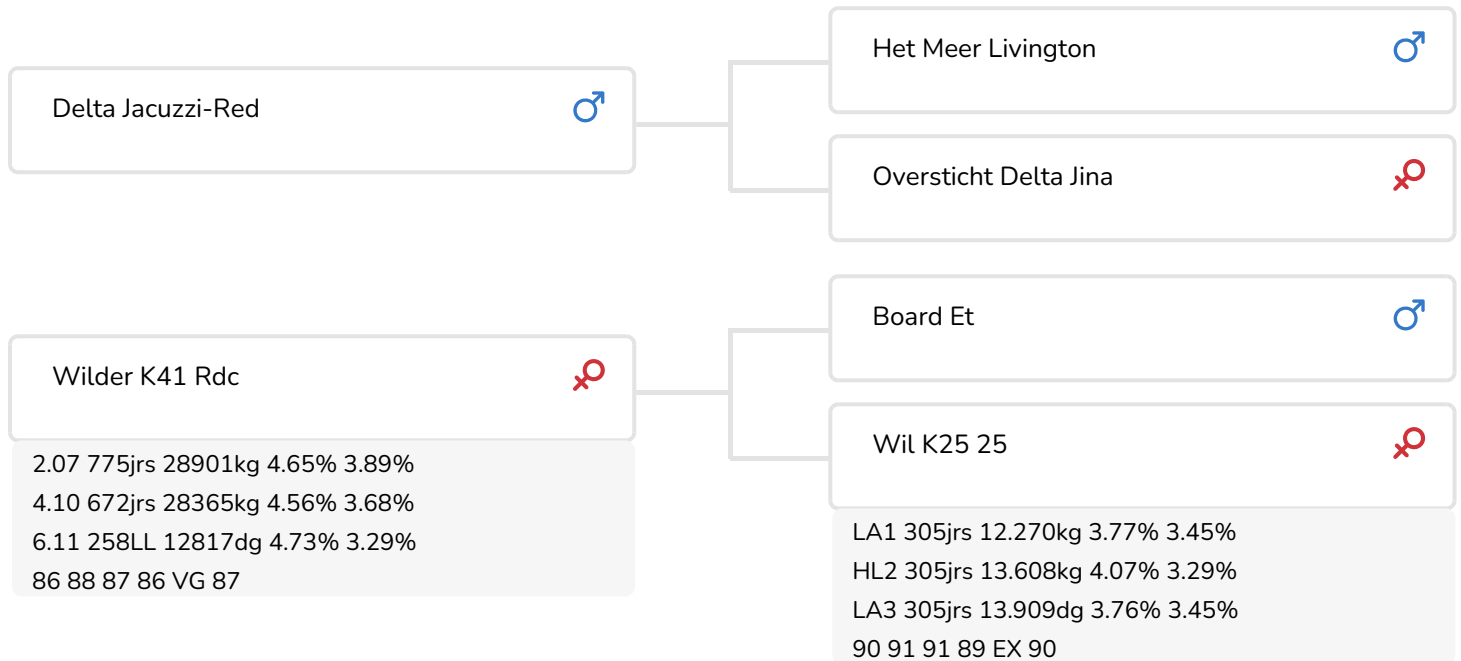 Delta Jacuzzi-Red
Het Meer Livington
Oversticht Delta Jina
Wilder K41 Rdc
2.07 775jrs 28901kg 4.65% 3.89%
4.10 672jrs 28365kg 4.56% 3.68%
6.11 258LL 12817dg 4.73% 3.29%
86 88 87 86 VG 87
Board Et
Wil K25 25
LA1 305jrs 12.270kg 3.77% 3.45%
HL2 305jrs 13.608kg 4.07% 3.29%
LA3 305jrs 13.909dg 3.76% 3.45%
90 91 91 89 EX 90